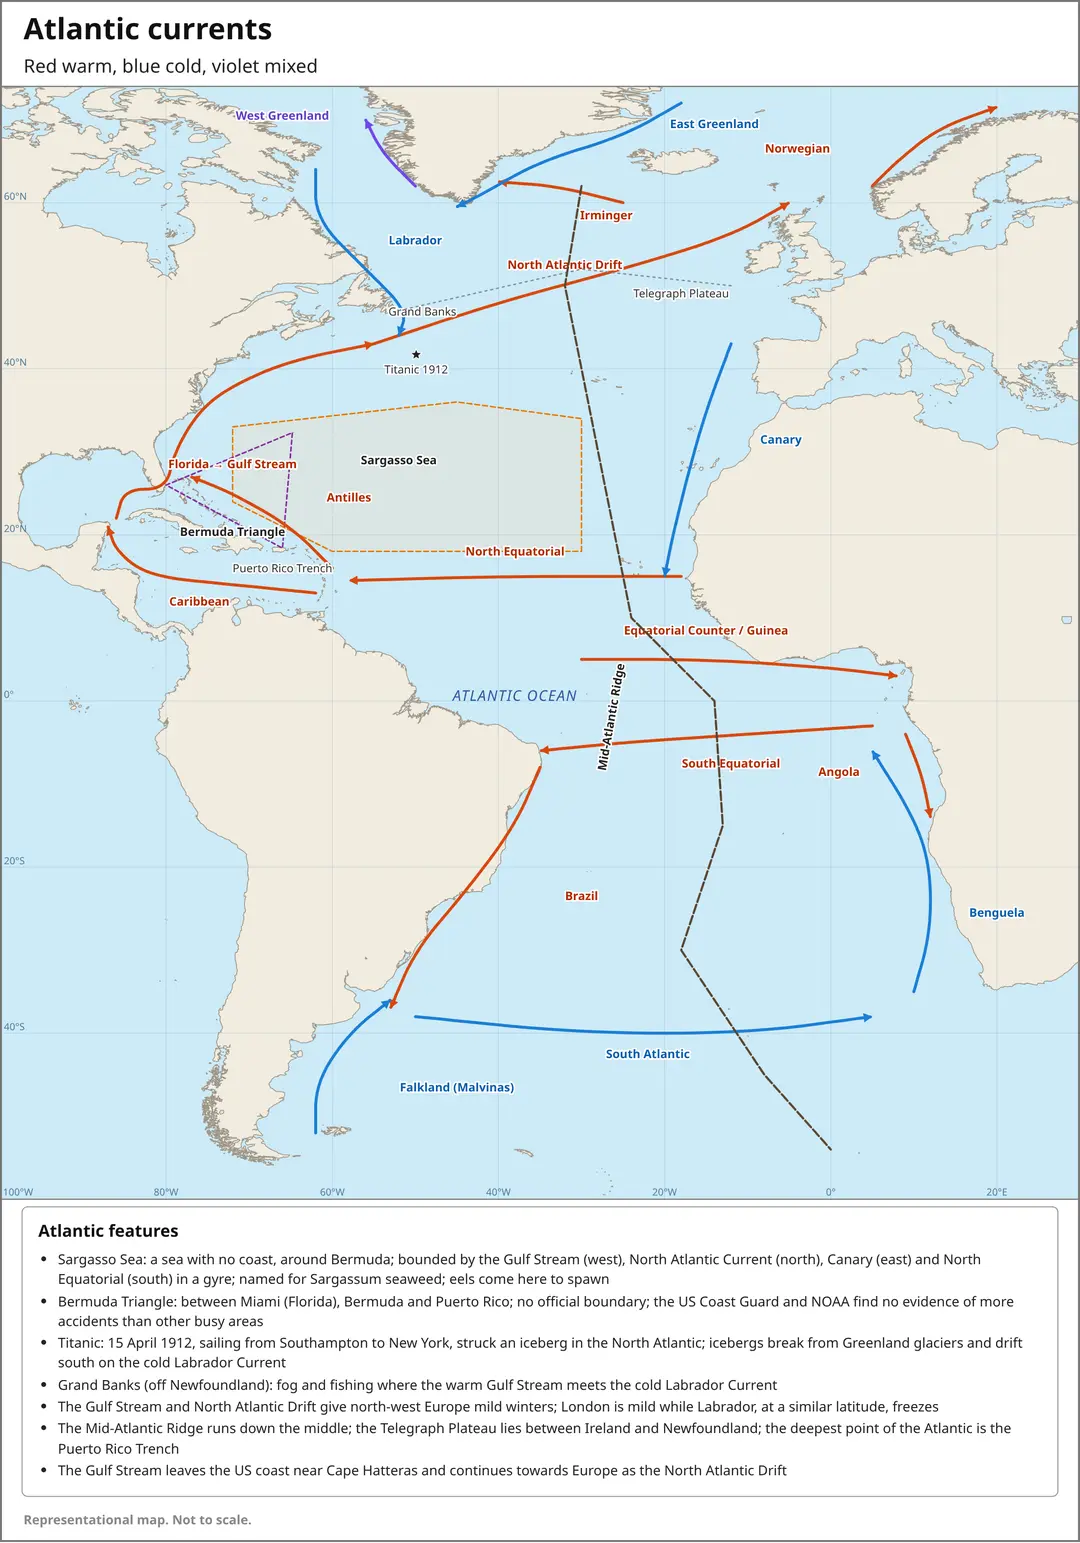 Atlantic currents
Red warm, blue cold, violet mixed
West Greenland
East Greenland
Norwegian
60°N
Irminger
Labrador
North Atlantic Drift
Telegraph Plateau
Grand Banks
40°N
Titanic 1912
Canary
Sargasso Sea
Florida → Gulf Stream
Antilles
20°N
Bermuda Triangle
North Equatorial
Puerto Rico Trench
Caribbean
Equatorial Counter / Guinea
0°
ATLANTIC OCEAN
Mid-Atlantic Ridge
South Equatorial
Angola
20°S
Brazil
Benguela
40°S
South Atlantic
Falkland (Malvinas)
100°W
80°W
60°W
40°W
20°W
0°
20°E
Atlantic features
• Sargasso Sea: a sea with no coast, around Bermuda; bounded by the Gulf Stream (west), North Atlantic Current (north), Canary (east) and North
Equatorial (south) in a gyre; named for Sargassum seaweed; eels come here to spawn
• Bermuda Triangle: between Miami (Florida), Bermuda and Puerto Rico; no official boundary; the US Coast Guard and NOAA find no evidence of more
accidents than other busy areas
• Titanic: 15 April 1912, sailing from Southampton to New York, struck an iceberg in the North Atlantic; icebergs break from Greenland glaciers and drift
south on the cold Labrador Current
• Grand Banks (off Newfoundland): fog and fishing where the warm Gulf Stream meets the cold Labrador Current
• The Gulf Stream and North Atlantic Drift give north-west Europe mild winters; London is mild while Labrador, at a similar latitude, freezes
• The Mid-Atlantic Ridge runs down the middle; the Telegraph Plateau lies between Ireland and Newfoundland; the deepest point of the Atlantic is the
Puerto Rico Trench
• The Gulf Stream leaves the US coast near Cape Hatteras and continues towards Europe as the North Atlantic Drift
Representational map. Not to scale.